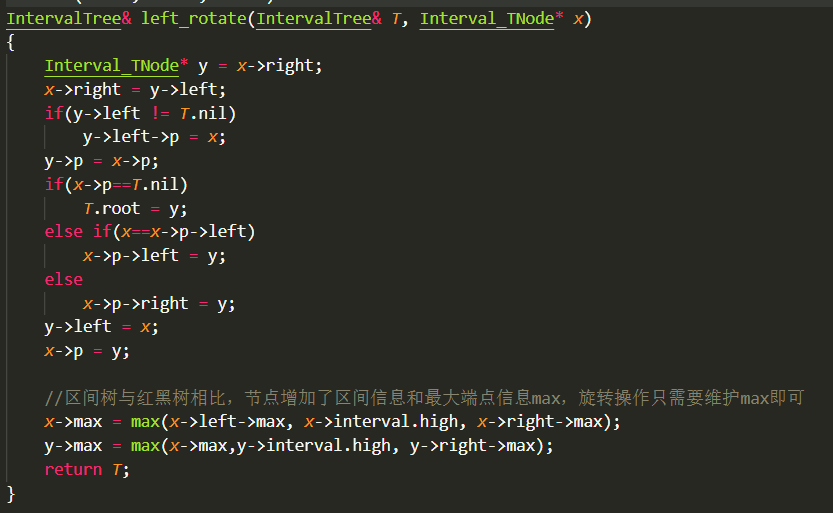 IntervalTree& left_rotate(IntervalTree& T, Interval_TNode* x)
{
    Interval_TNode* y = x->right;
    x->right = y->left;
    if(y->left != T.nil)
        y->left->p = x;
    y->p = x->p;
    if(x->p==T.nil)
        T.root = y;
    else if(x==x->p->left)
        x->p->left = y;
    else
        x->p->right = y;
    y->left = x;
    x->p = y;

    //区间树与红黑树相比，节点增加了区间信息和最大端点信息max，旋转操作只需要维护max即可
    x->max = max(x->left->max, x->interval.high, x->right->max);
    y->max = max(x->max,y->interval.high, y->right->max);
    return T;
}